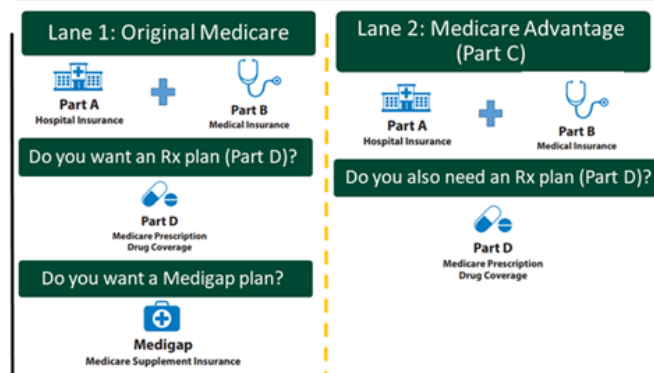 Lane 1: Original Medicare
Part A
Hospital Insurance
Part B
Medical Insurance
Do you want an Rx plan (Part D)?
Part D
Medicare Prescription
Drug Coverage
Do you want a Medigap plan?
Medigap
Medicare Supplement Insurance
Lane 2: Medicare Advantage
(Part C)
Part A
Hospital Insurance
Part B
Medical Insurance
Do you also need an Rx plan (Part D)?
Part D
Medicare Prescription
Drug Coverage